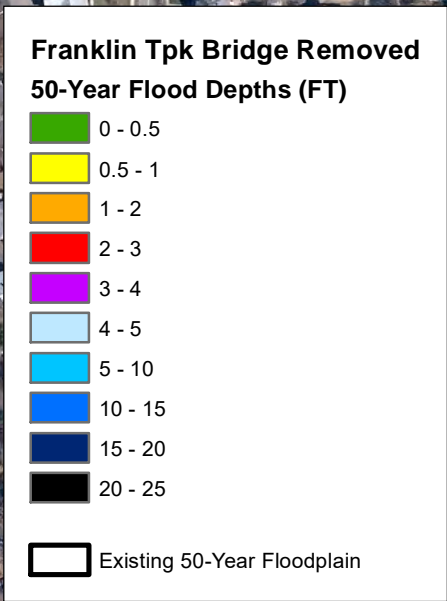 Franklin Tpk Bridge Removed
50-Year Flood Depths (FT)
0 - 0.5
0.5 - 1
1 - 2
2 - 3
3 - 4
4 - 5
5 - 10
10 - 15
15 - 20
20 - 25
Existing 50-Year Floodplain